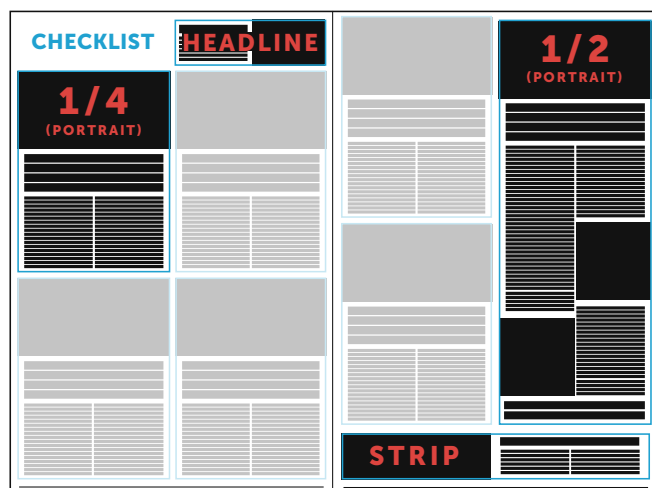 CHECKLIST
HEADLINE
1/4
(PORTRAIT)
1/2
(PORTRAIT)
STRIP